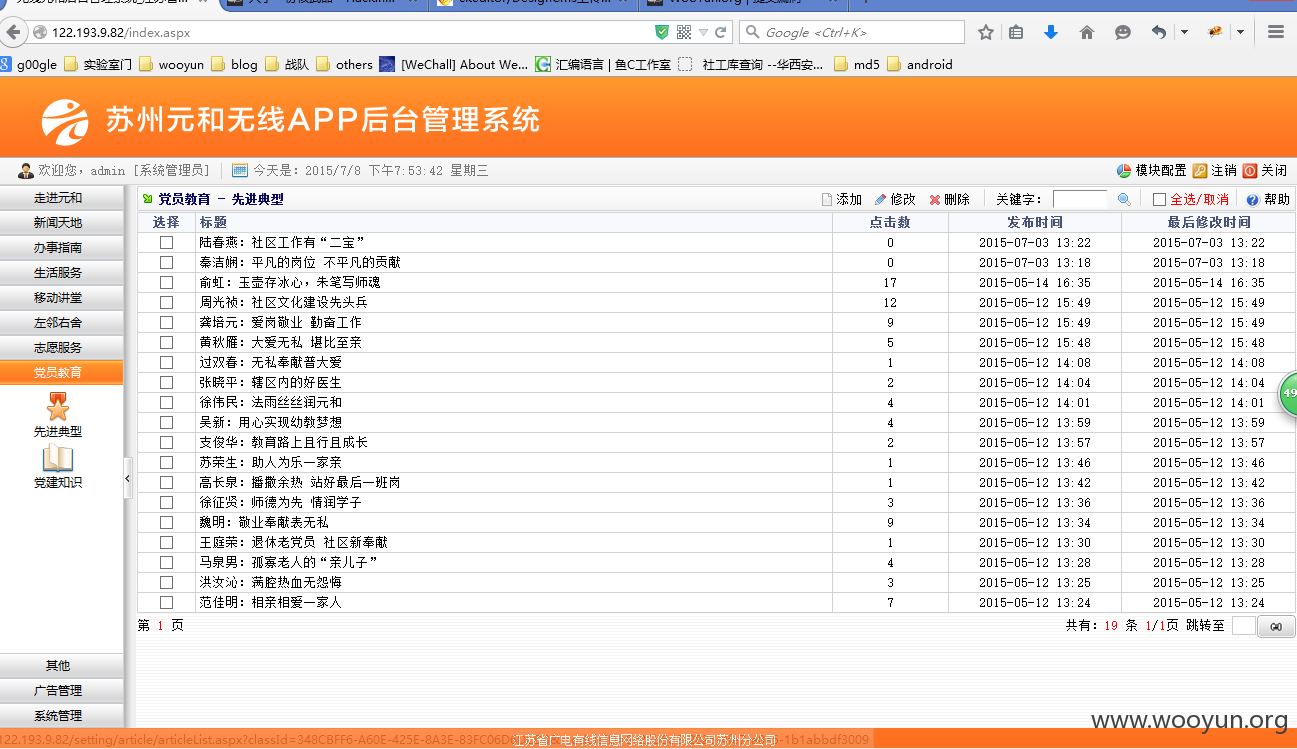 122.193.9.82/index.aspx
Google <Ctrl+K>
g00gle 实验室门 wooyun blog 战队 others [WeChall] About We... 汇编语言 | 鱼C工作室 社工库查询 --华西安... md5 android
苏州元和无线APP后台管理系统
欢迎您，admin [系统管理员] 今天是：2015/7/8 下午7:53:42 星期三 模块配置 注销 关闭
走进元和
新闻天地
办事指南
生活服务
移动讲堂
左邻右舍
志愿服务
党员教育
先进典型
党建知识
其他
广告管理
系统管理
党员教育 - 先进典型 添加 修改 删除 关键字： 全选/取消 帮助
选择 标题 点击数 发布时间 最后修改时间
陆春燕：社区工作有“二宝” 0 2015-07-03 13:22 2015-07-03 13:22
秦洁娴：平凡的岗位 不平凡的贡献 0 2015-07-03 13:18 2015-07-03 13:18
俞虹：玉壶存冰心，朱笔写师魂 17 2015-05-14 16:35 2015-05-14 16:35
周光祯：社区文化建设先头兵 12 2015-05-12 15:49 2015-05-12 15:49
龚培元：爱岗敬业 勤奋工作 9 2015-05-12 15:49 2015-05-12 15:49
黄秋雁：大爱无私 堪比至亲 5 2015-05-12 15:48 2015-05-12 15:48
过双春：无私奉献普大爱 1 2015-05-12 14:08 2015-05-12 14:08
张晓平：辖区内的好医生 2 2015-05-12 14:04 2015-05-12 14:04
徐伟民：法雨丝丝润元和 4 2015-05-12 14:01 2015-05-12 14:01
吴新：用心实现幼教梦想 4 2015-05-12 13:59 2015-05-12 13:59
支俊华：教育路上且行且成长 2 2015-05-12 13:57 2015-05-12 13:57
苏荣生：助人为乐一家亲 1 2015-05-12 13:46 2015-05-12 13:46
高长泉：播撒余热 站好最后一班岗 1 2015-05-12 13:42 2015-05-12 13:42
徐征贤：师德为先 情润学子 3 2015-05-12 13:36 2015-05-12 13:36
魏明：敬业奉献表无私 9 2015-05-12 13:34 2015-05-12 13:34
王庭荣：退休老党员 社区新奉献 1 2015-05-12 13:30 2015-05-12 13:30
马泉男：孤寡老人的“亲儿子” 4 2015-05-12 13:28 2015-05-12 13:28
洪汝沁：满腔热血无怨悔 3 2015-05-12 13:25 2015-05-12 13:25
范佳明：相亲相爱一家人 7 2015-05-12 13:24 2015-05-12 13:24
第 1 页 共有：19 条 1/1页 跳转至 GO
49
www.wooyun.org
122.193.9.82/setting/article/articleList.aspx?classId=348CBFF6-A60E-425E-8A3E-83FC06D
江苏省广电有线信息网络股份有限公司苏州分公司
-1b1abbdf3009